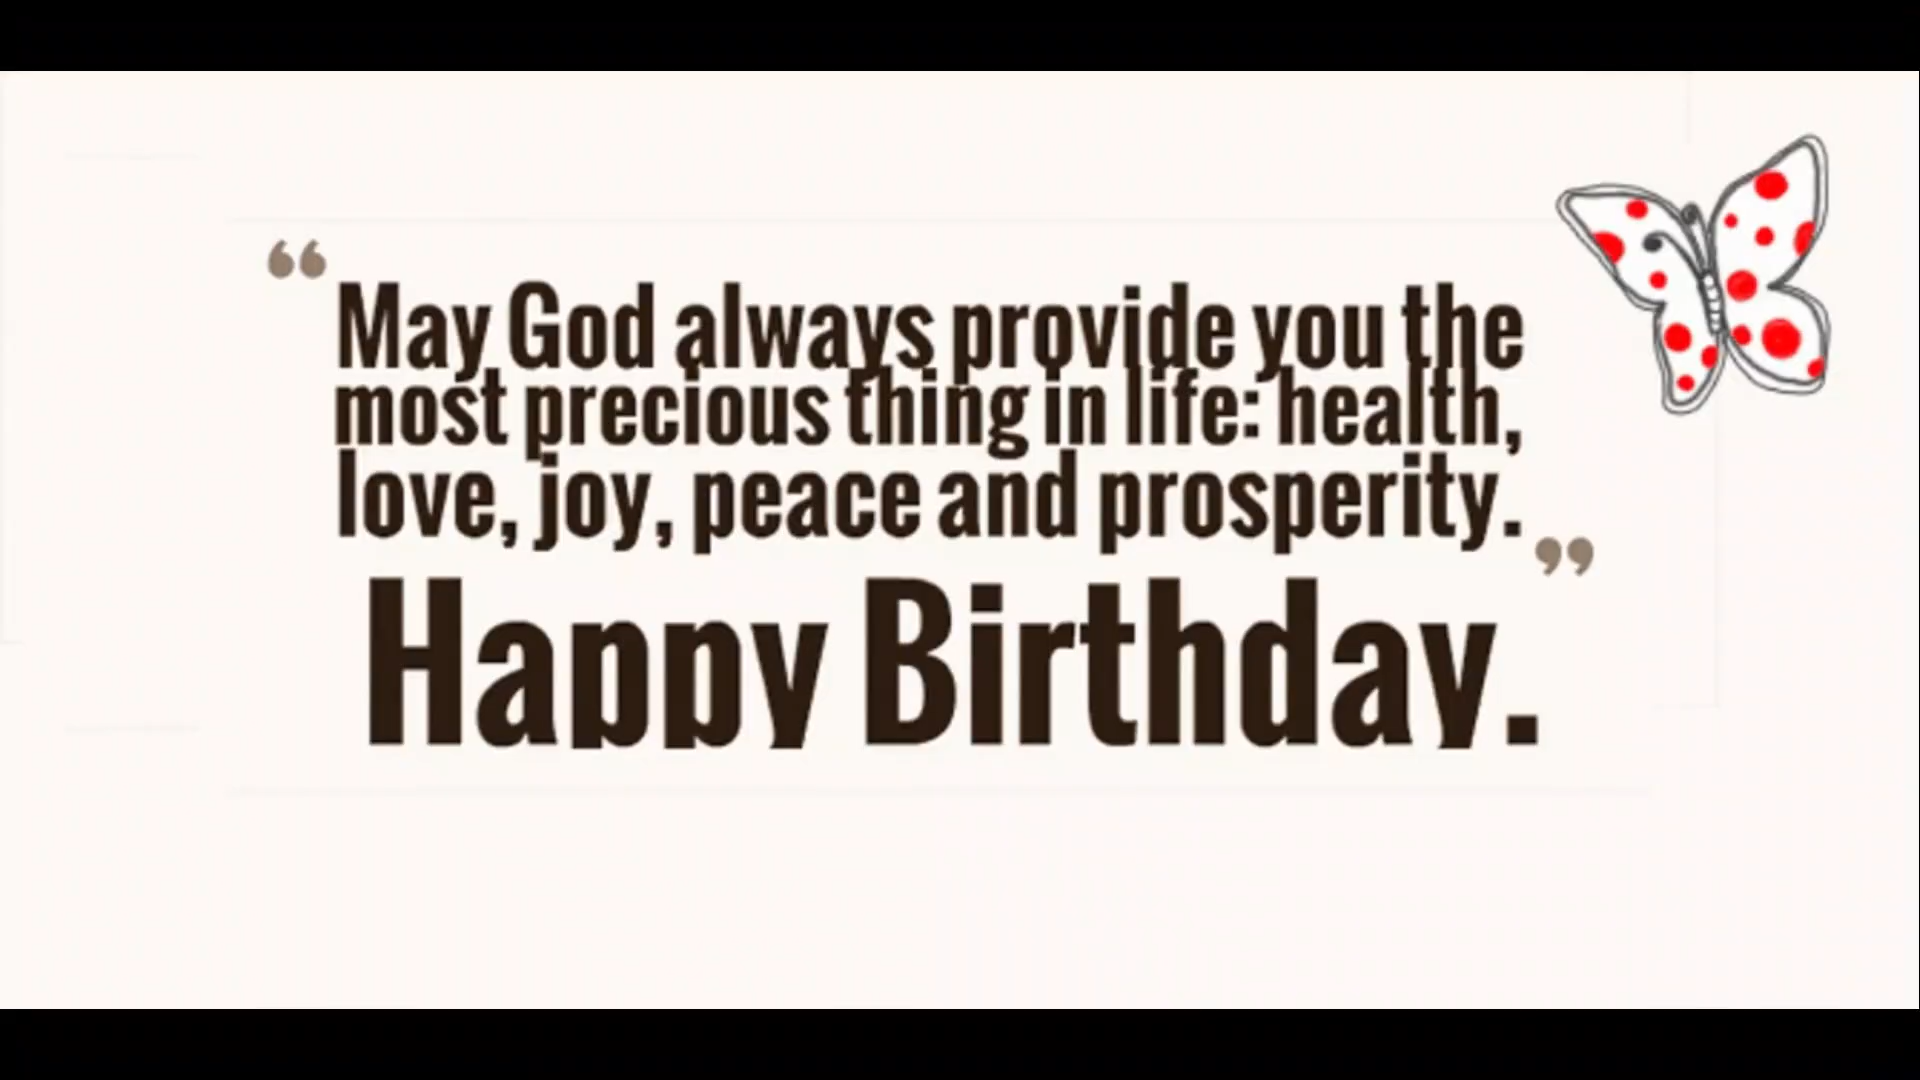 “May God always provide you the
most precious thing in life: health,
love, joy, peace and prosperity.”
Happy Birthday.